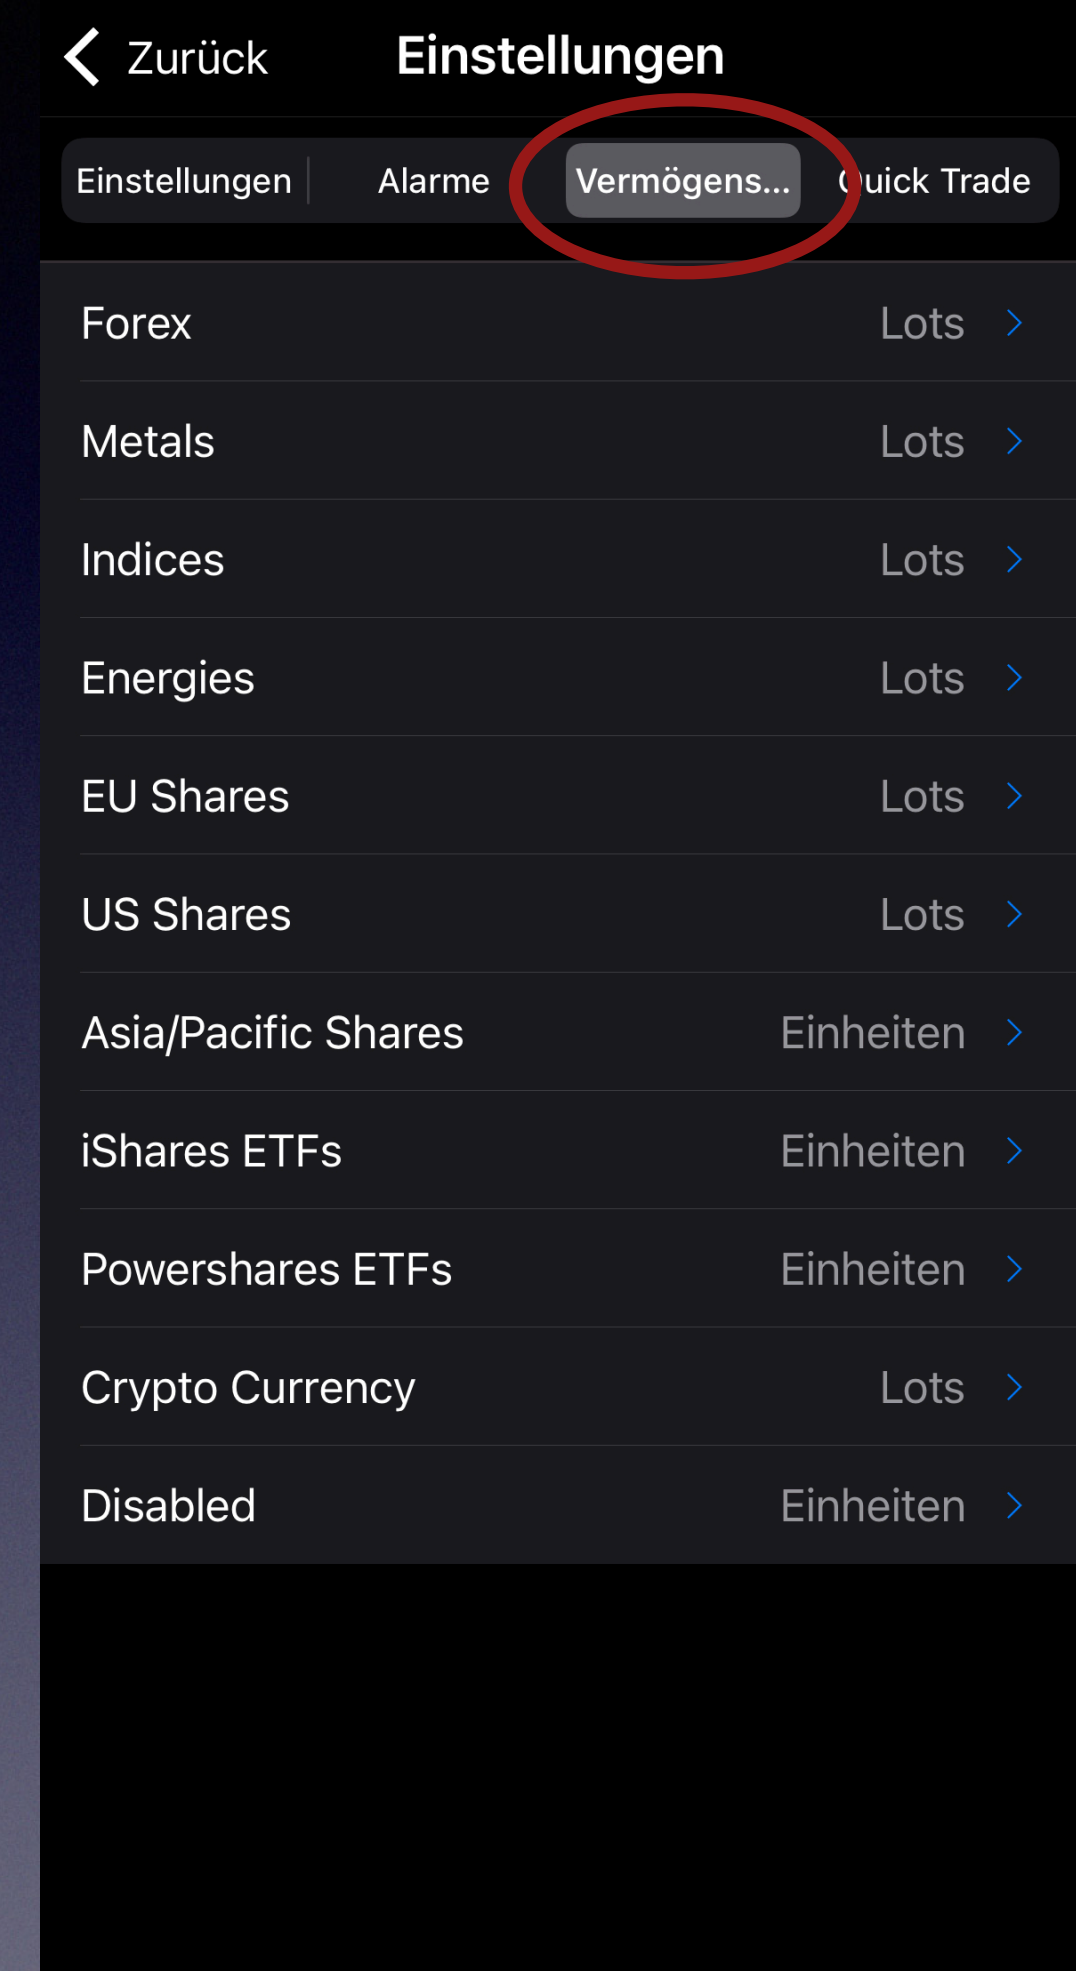 Zurück Einstellungen
Einstellungen Alarme Vermögens... Quick Trade
Forex Lots
Metals Lots
Indices Lots
Energies Lots
EU Shares Lots
US Shares Lots
Asia/Pacific Shares Einheiten
iShares ETFs Einheiten
Powershares ETFs Einheiten
Crypto Currency Lots
Disabled Einheiten